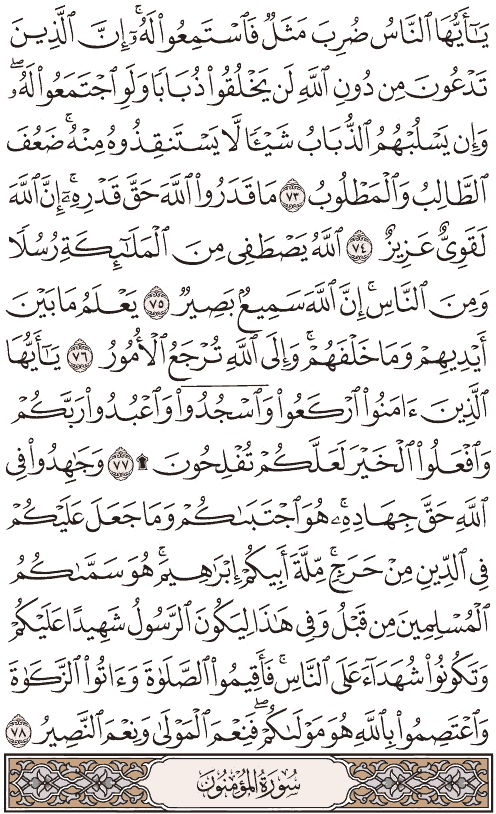 يَـٰٓأَيُّهَا ٱلنَّاسُ ضُرِبَ مَثَلٌ فَٱسْتَمِعُوا۟ لَهُۥٓ ۚ إِنَّ ٱلَّذِينَ
تَدْعُونَ مِن دُونِ ٱللَّهِ لَن يَخْلُقُوا۟ ذُبَابًا وَلَوِ ٱجْتَمَعُوا۟ لَهُۥ ۖ
وَإِن يَسْلُبْهُمُ ٱلذُّبَابُ شَيْـًٔا لَّا يَسْتَنقِذُوهُ مِنْهُ ۚ ضَعُفَ
ٱلطَّالِبُ وَٱلْمَطْلُوبُ ٧٣ مَا قَدَرُوا۟ ٱللَّهَ حَقَّ قَدْرِهِۦٓ ۗ إِنَّ ٱللَّهَ
لَقَوِىٌّ عَزِيزٌ ٧٤ ٱللَّهُ يَصْطَفِى مِنَ ٱلْمَلَـٰٓئِكَةِ رُسُلًا
وَمِنَ ٱلنَّاسِ ۚ إِنَّ ٱللَّهَ سَمِيعٌۢ بَصِيرٌ ٧٥ يَعْلَمُ مَا بَيْنَ
أَيْدِيهِمْ وَمَا خَلْفَهُمْ ۗ وَإِلَى ٱللَّهِ تُرْجَعُ ٱلْأُمُورُ ٧٦ يَـٰٓأَيُّهَا
ٱلَّذِينَ ءَامَنُوا۟ ٱرْكَعُوا۟ وَٱسْجُدُوا۟ وَٱعْبُدُوا۟ رَبَّكُمْ
وَٱفْعَلُوا۟ ٱلْخَيْرَ لَعَلَّكُمْ تُفْلِحُونَ ۩ ٧٧ وَجَـٰهِدُوا۟ فِى
ٱللَّهِ حَقَّ جِهَادِهِۦ ۚ هُوَ ٱجْتَبَىٰكُمْ وَمَا جَعَلَ عَلَيْكُمْ
فِى ٱلدِّينِ مِنْ حَرَجٍ ۚ مِّلَّةَ أَبِيكُمْ إِبْرَٰهِيمَ ۚ هُوَ سَمَّىٰكُمُ
ٱلْمُسْلِمِينَ مِن قَبْلُ وَفِى هَـٰذَا لِيَكُونَ ٱلرَّسُولُ شَهِيدًا عَلَيْكُمْ
وَتَكُونُوا۟ شُهَدَآءَ عَلَى ٱلنَّاسِ ۚ فَأَقِيمُوا۟ ٱلصَّلَوٰةَ وَءَاتُوا۟ ٱلزَّكَوٰةَ
وَٱعْتَصِمُوا۟ بِٱللَّهِ هُوَ مَوْلَىٰكُمْ ۖ فَنِعْمَ ٱلْمَوْلَىٰ وَنِعْمَ ٱلنَّصِيرُ ٧٨
سُورَةُ المُؤْمِنُونَ